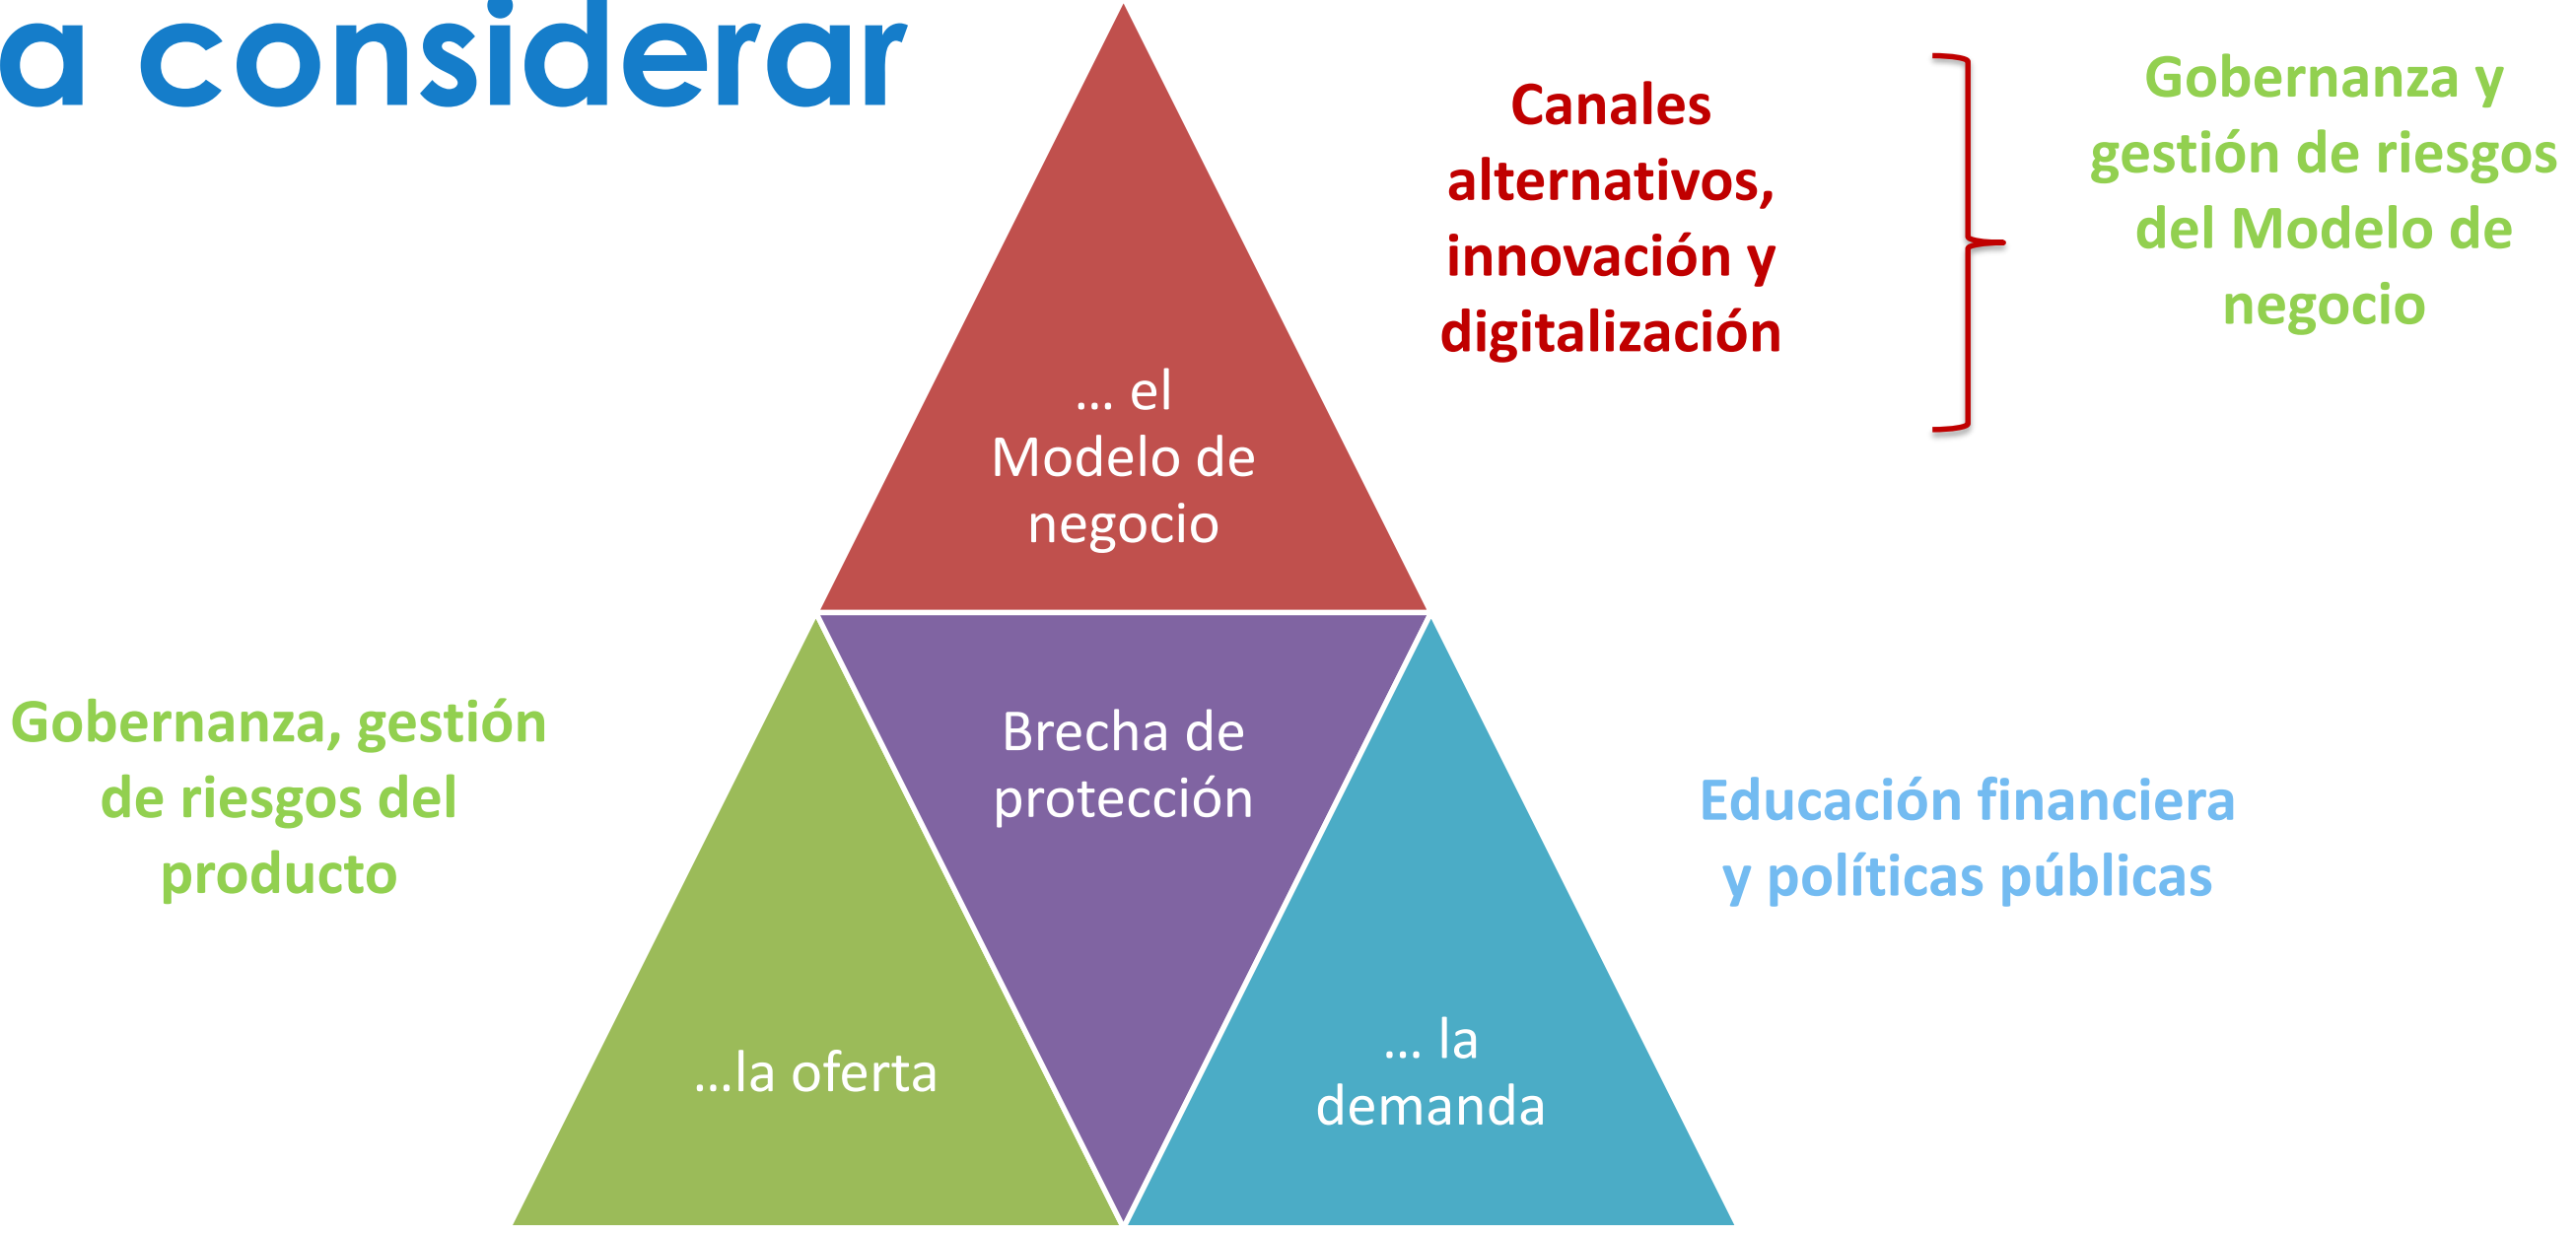 a considerar
Canales
alternativos,
innovación y
digitalización
Gobernanza y
gestión de riesgos
del Modelo de
negocio
... el
Modelo de
negocio
Gobernanza, gestión
de riesgos del
producto
Brecha de
protección
Educación financiera
y políticas públicas
...la oferta
... la
demanda